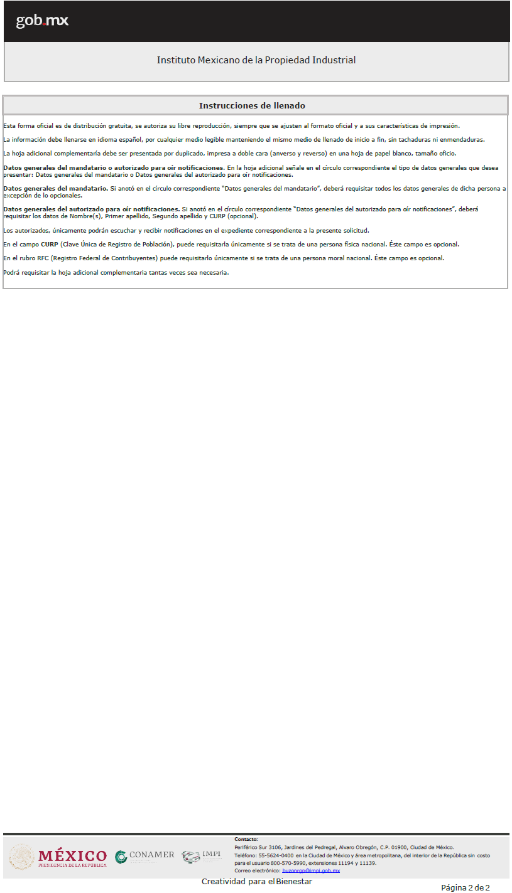 gob.mx
Instituto Mexicano de la Propiedad Industrial
Instrucciones de llenado
Esta forma oficial es de distribución gratuita, se autoriza su libre reproducción, siempre que se ajusten al formato oficial y a sus características de impresión.
La información debe llenarse en idioma español, por cualquier medio legible manteniendo el mismo medio de llenado de inicio a fin, sin tachaduras ni enmendaduras.
La hoja adicional complementaria debe ser presentada por duplicado, impresa a doble cara (anverso y reverso) en una hoja de papel blanco, tamaño oficio.
Datos generales del mandatario o autorizado para oír notificaciones. En la hoja adicional señale en el círculo correspondiente el tipo de datos generales que desea
presentar: Datos generales del mandatario o Datos generales del autorizado para oír notificaciones.
Datos generales del mandatario. Si anotó en el círculo correspondiente "Datos generales del mandatario", deberá requisitar todos los datos generales de dicha persona a
excepción de lo opcionales.
Datos generales del autorizado para oír notificaciones. Si anotó en el círculo correspondiente "Datos generales del autorizado para oír notificaciones", deberá
requisitar los datos de Nombre(s), Primer apellido, Segundo apellido y CURP (opcional).
Los autorizados, únicamente podrán escuchar y recibir notificaciones en el expediente correspondiente a la presente solicitud.
En el campo CURP (Clave Única de Registro de Población), puede requisitarla únicamente si se trata de una persona física nacional. Éste campo es opcional.
En el rubro RFC (Registro Federal de Contribuyentes) puede requisitado únicamente si se trata de una persona moral nacional. Éste campo es opcional.
Podrá requisitar la hoja adicional complementaria tantas veces sea necesaria.
MÉXICO
PRESIDENCIA DE LA REPÚBLICA
CONAMER
IMPI
Contacto:
Periférico Sur 3106, Jardines del Pedregal, Alvaro Obregón, C.P. 01900, Ciudad de México.
Teléfono: 55-5624-0400 en la Ciudad de México y área metropolitana, del interior de la República sin costo
para el usuario 800-570-5990, extensiones 11194 y 11139.
Correo electrónico:
Creatividad para el Bienestar
Página 2 de 2